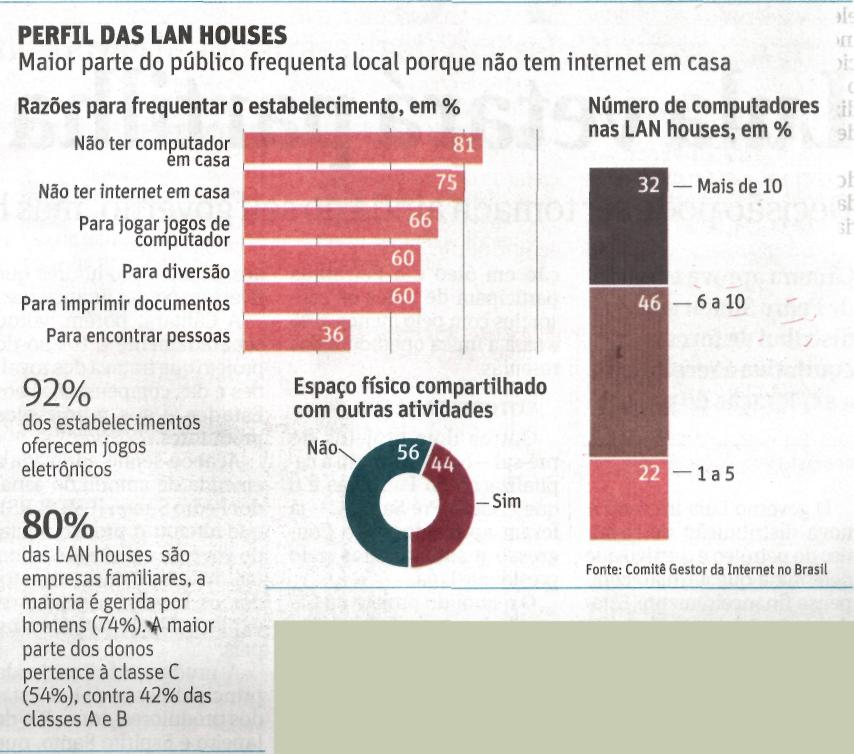 PERFIL DAS LAN HOUSES
Maior parte do público frequenta local porque não tem internet em casa
Razões para frequentar o estabelecimento, em %
Não ter computador
em casa
81
Não ter internet em casa
75
Para jogar jogos de
computador
66
Para diversão
60
Para imprimir documentos
60
Para encontrar pessoas
36
Número de computadores
nas LAN houses, em %
32 Mais de 10
46 6 a 10
22 1 a 5
Fonte: Comitê Gestor da Internet no Brasil
92%
dos estabelecimentos
oferecem jogos
eletrônicos
80%
das LAN houses são
empresas familiares, a
maioria é gerida por
homens (74%). A maior
parte dos donos
pertence à classe C
(54%), contra 42% das
classes A e B
Espaço físico compartilhado
com outras atividades
Não
56
44
Sim